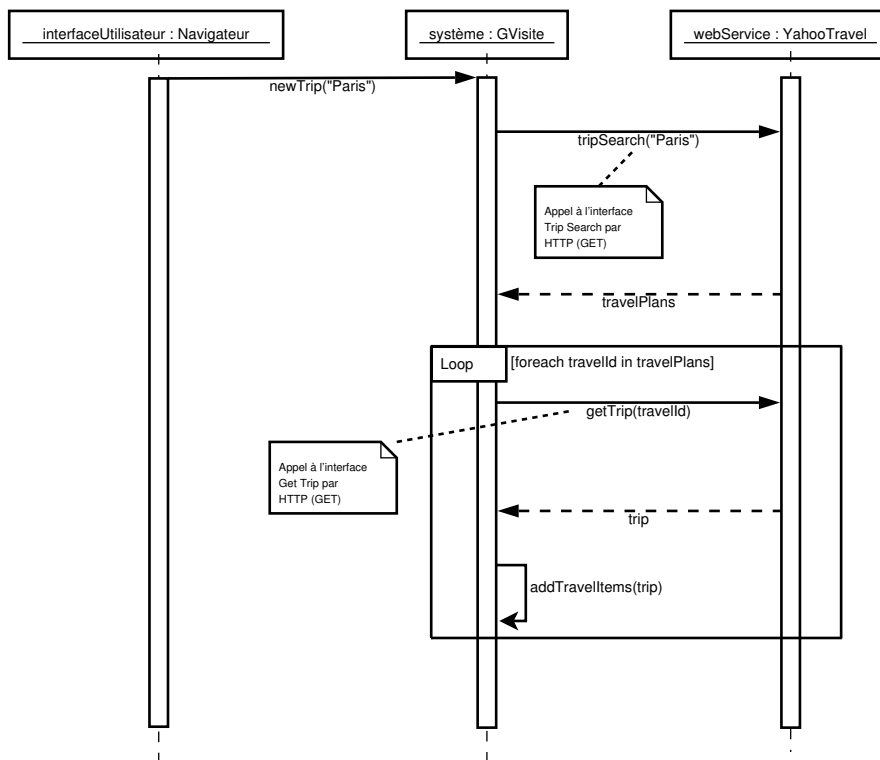 interfaceUtilisateur : Navigateur
système : GVisite
webService : YahooTravel
newTrip("Paris")
tripSearch("Paris")
Appel à l'interface
Trip Search par
HTTP (GET)
travelPlans
Loop
[foreach travelId in travelPlans]
getTrip(travelId)
Appel à l'interface
Get Trip par
HTTP (GET)
trip
addTravelItems(trip)